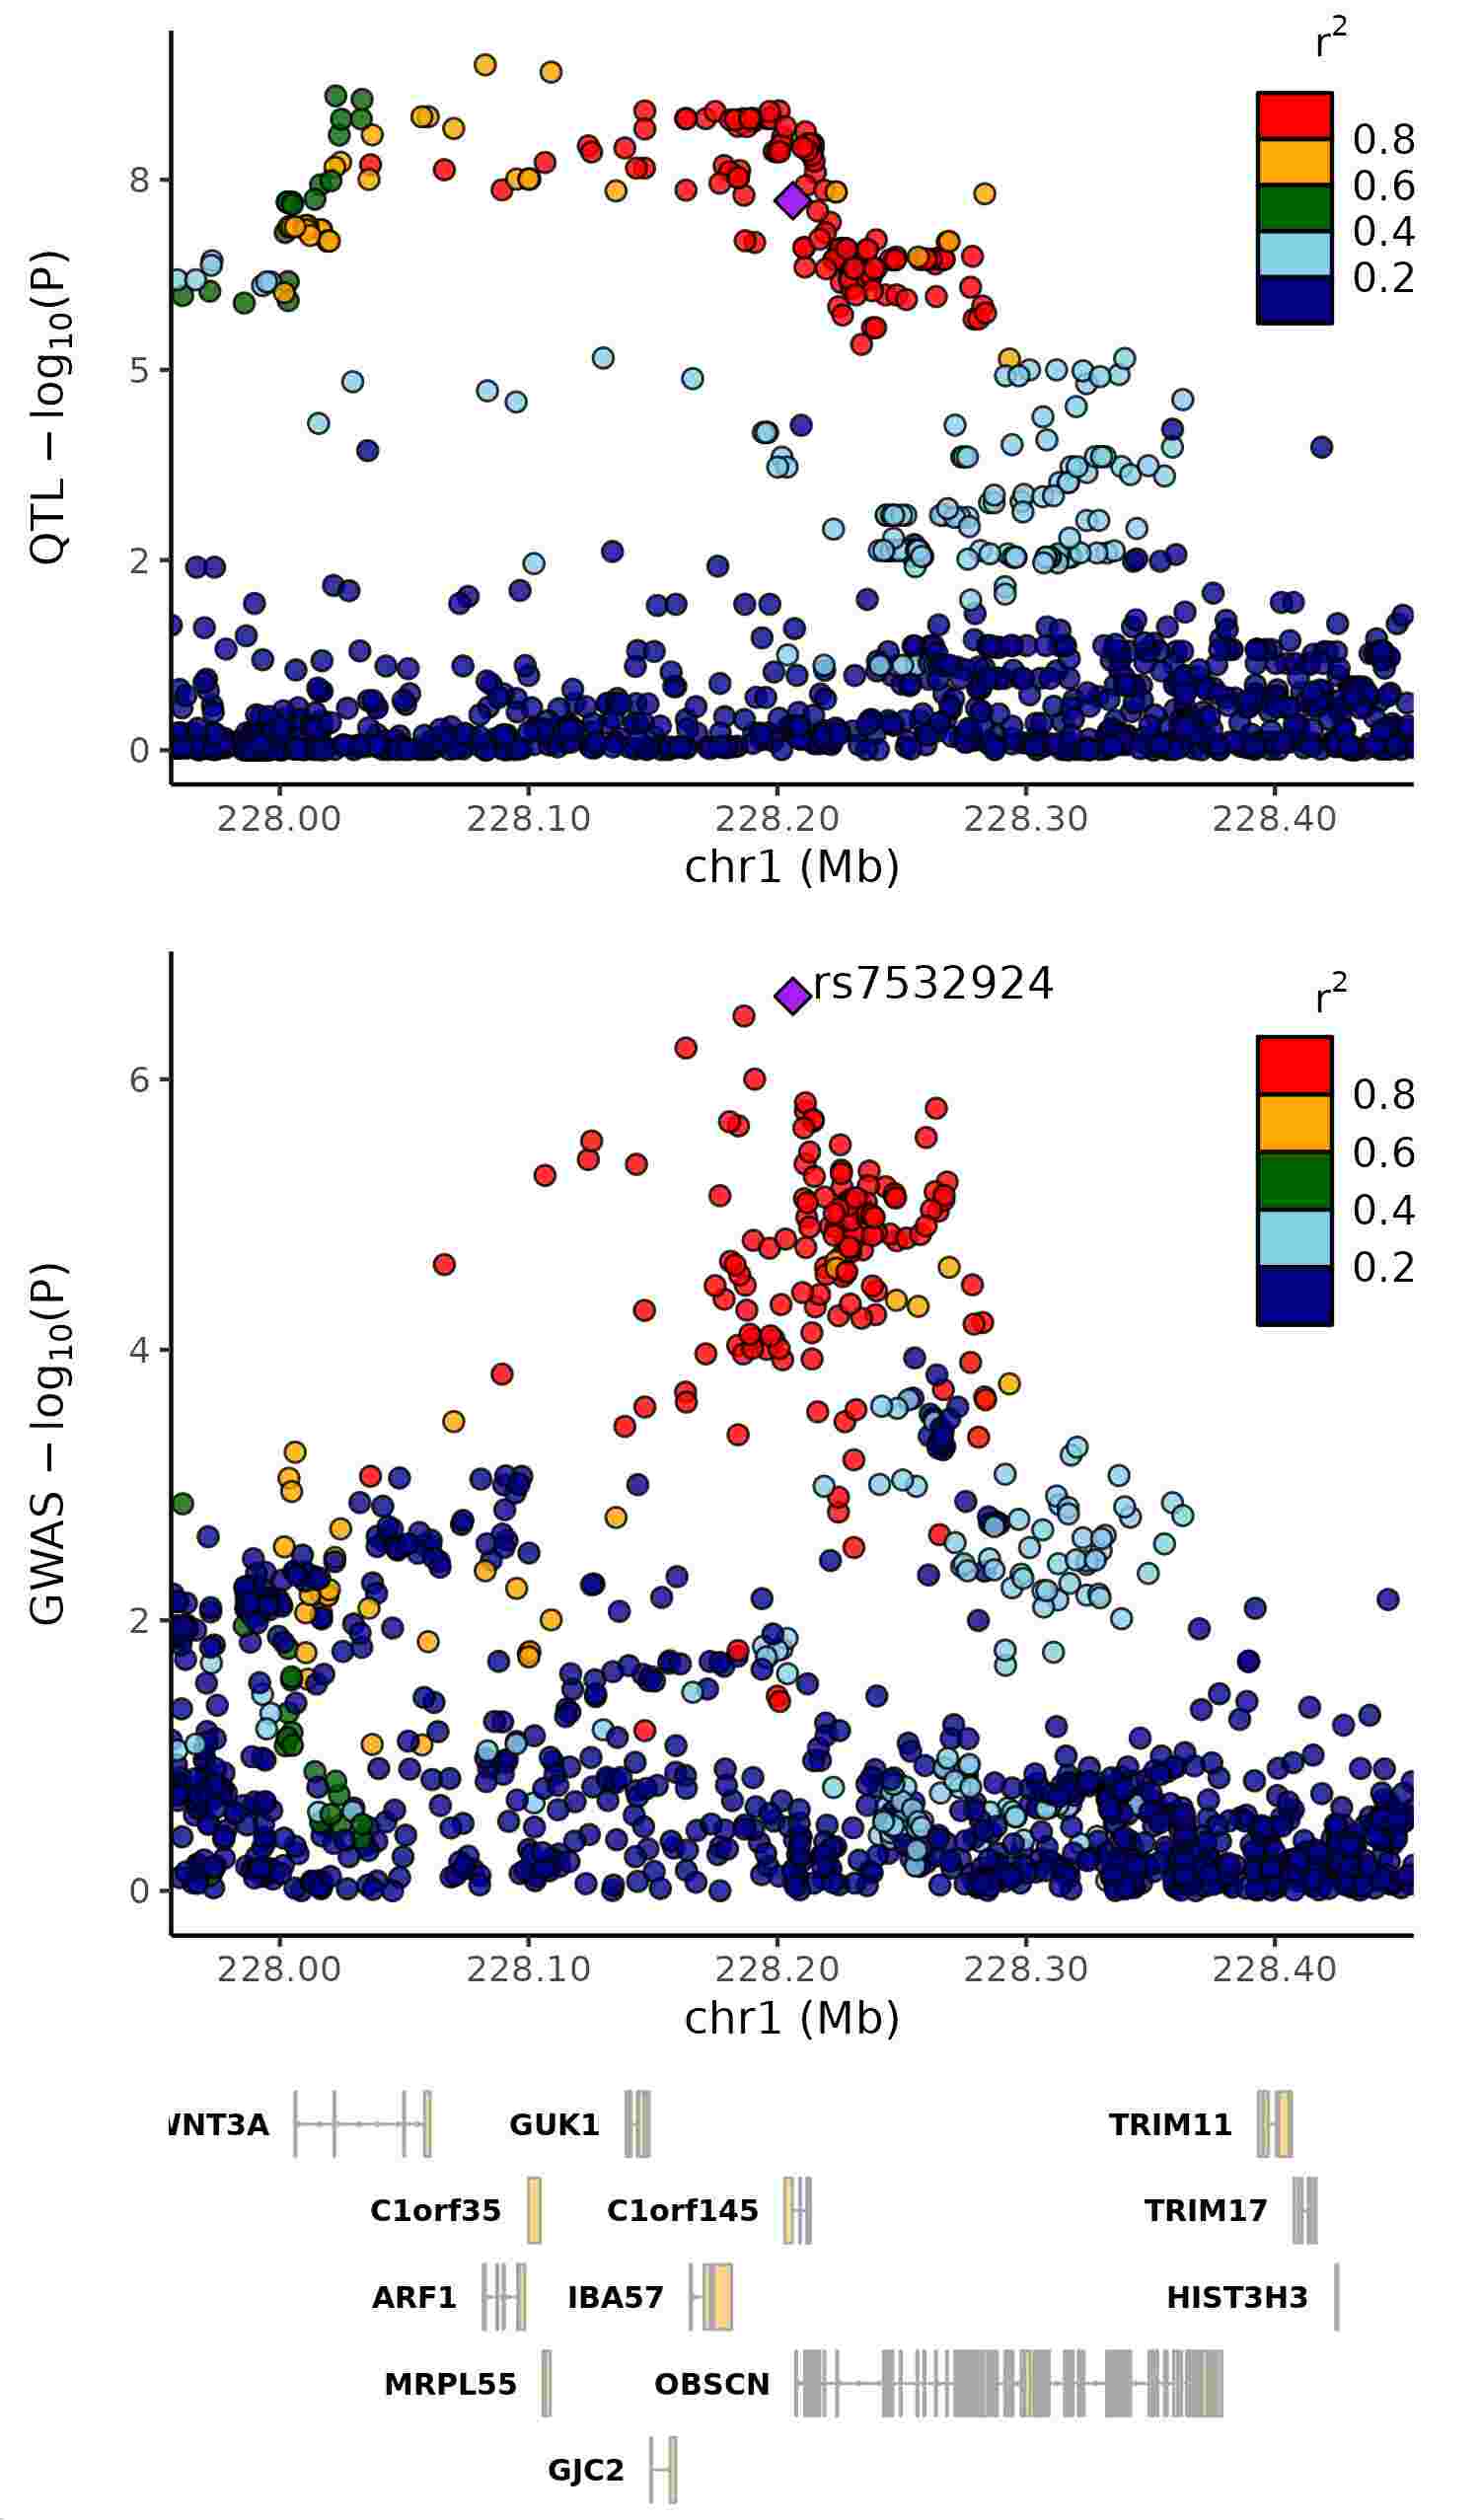 r2
0.8
0.6
0.4
0.2
8
5
2
0
QTL −log10(P)
228.00 228.10 228.20 228.30 228.40
chr1 (Mb)
rs7532924
r2
0.8
0.6
0.4
0.2
6
4
2
0
GWAS −log10(P)
228.00 228.10 228.20 228.30 228.40
chr1 (Mb)
WNT3A GUK1 TRIM11
C1orf35 C1orf145 TRIM17
ARF1 IBA57 HIST3H3
MRPL55 OBSCN
GJC2